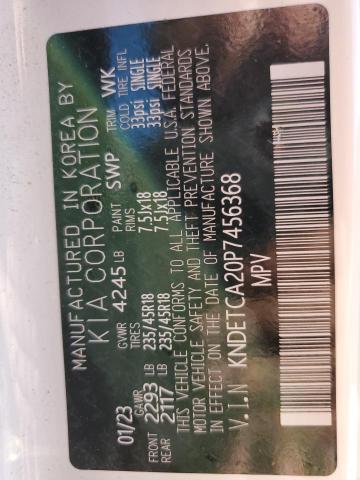 MANUFACTURED IN KOREA BY
KIA CORPORATION
01/23 GVWR 4245 LB PAINT SWP TRIM WK
GAWR TIRES RIMS COLD TIRE INFL
FRONT 2293 LB 235/45R18 7.5JX18 33psi SINGLE
REAR 2117 LB 235/45R18 7.5JX18 33psi SINGLE
THIS VEHICLE CONFORMS TO ALL APPLICABLE U.S.A. FEDERAL
MOTOR VEHICLE SAFETY AND THEFT PREVENTION STANDARDS
IN EFFECT ON THE DATE OF MANUFACTURE SHOWN ABOVE.
V.I.N KNDETCA20P7456368
MPV